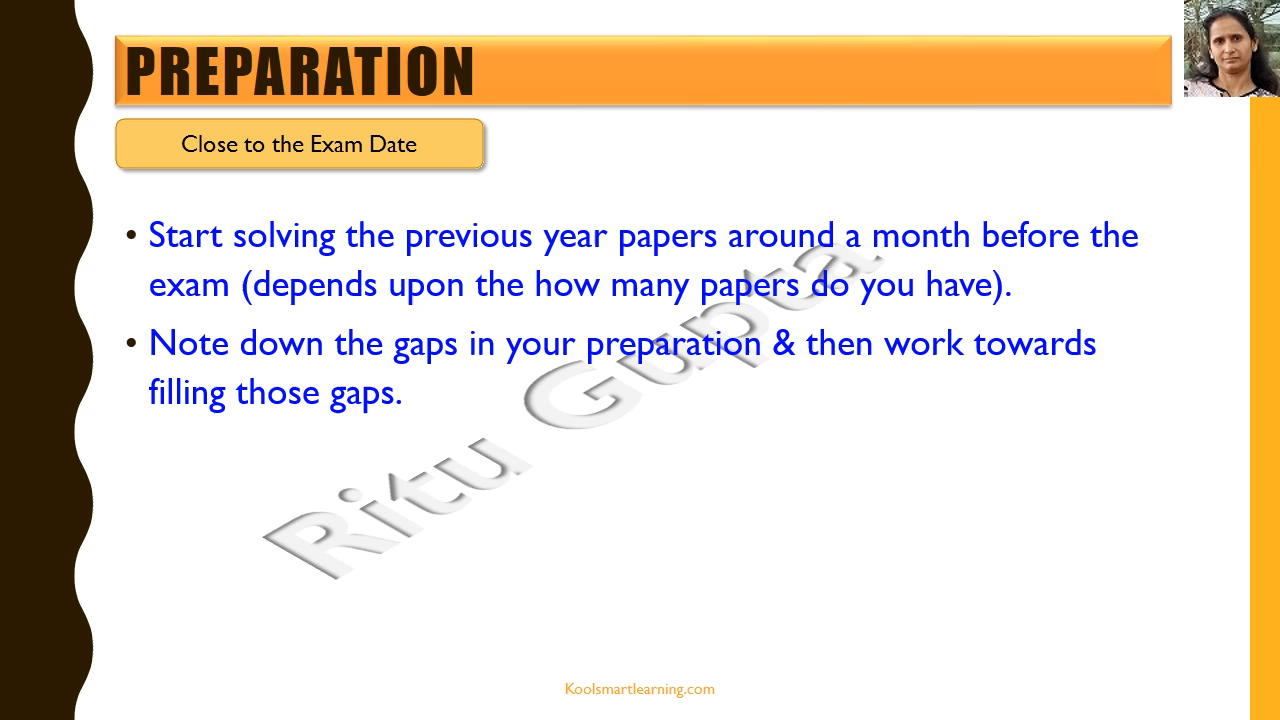 PREPARATION
Close to the Exam Date
• Start solving the previous year papers around a month before the
exam (depends upon the how many papers do you have).
• Note down the gaps in your preparation & then work towards
filling those gaps.
Ritu Gupta
Koolsmartlearning.com